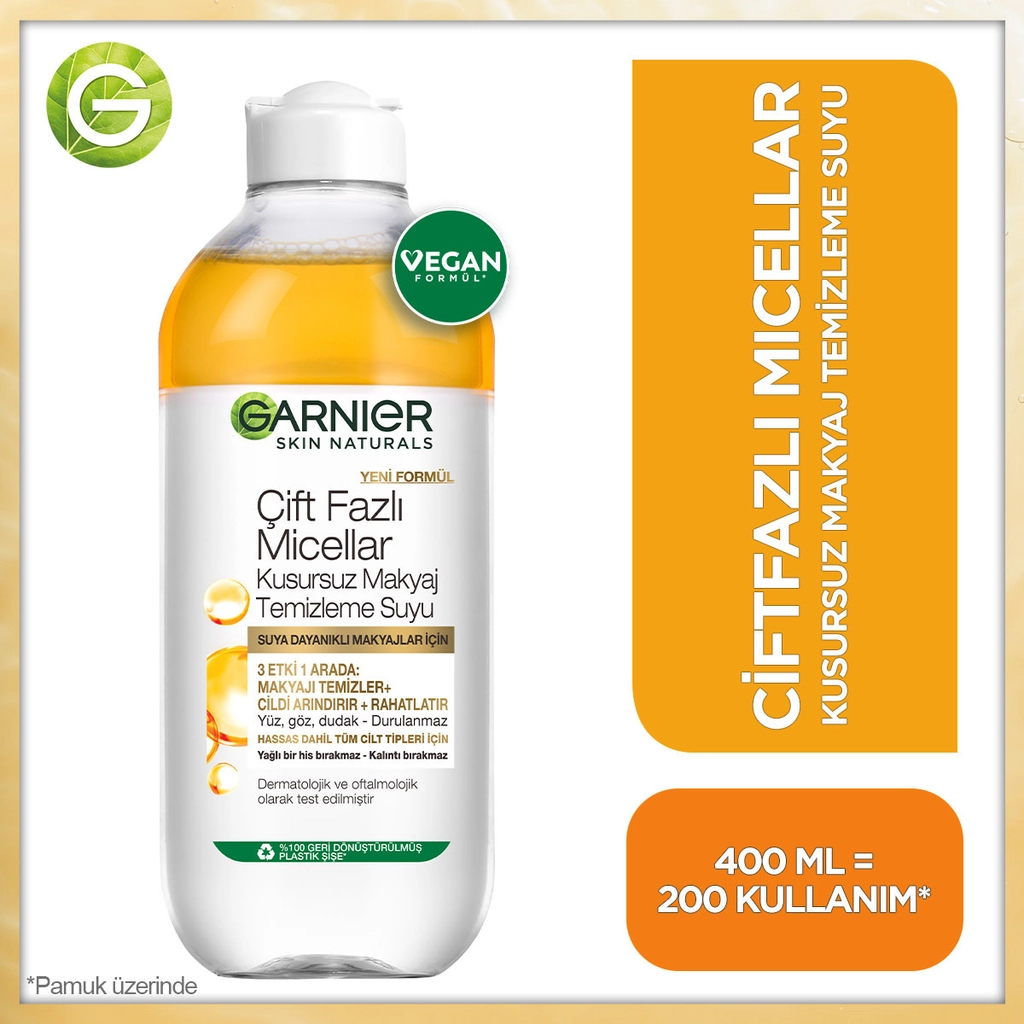 G
VEGAN
FORMÜL*
GARNIER
SKIN NATURALS
YENİ FORMÜL
Çift Fazlı
Micellar
Kusursuz Makyaj
Temizleme Suyu
SUYA DAYANIKLI MAKYAJLAR İÇİN
3 ETKİ 1 ARADA:
MAKYAJI TEMİZLER+
CİLDİ ARINDIRIR + RAHATLATIR
Yüz, göz, dudak - Durulanmaz
HASSAS DAHİL TÜM CİLT TİPLERİ İÇİN
Yağlı bir his bırakmaz - Kalıntı bırakmaz
Dermatolojik ve oftalmolojik
olarak test edilmiştir
%100 GERİ DÖNÜŞTÜRÜLMÜŞ
PLASTİK ŞİŞE*
*Pamuk üzerinde
ÇİFTFAZLI MICELLAR
KUSURSUZ MAKYAJ TEMİZLEME SUYU
400 ML =
200 KULLANIM*